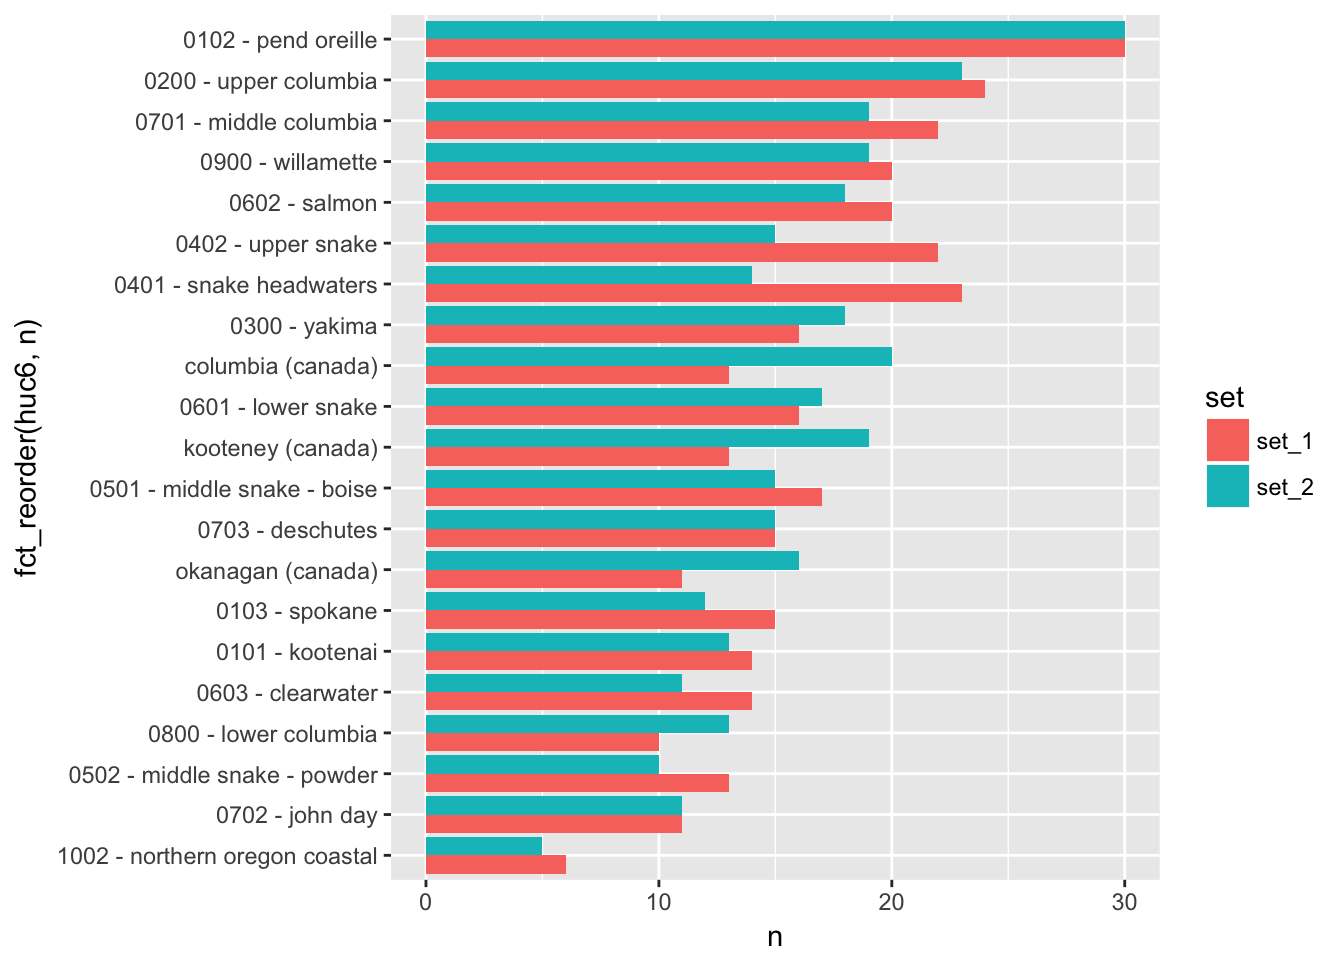 fct_reorder(huc6, n)
0102 - pend oreille
0200 - upper columbia
0701 - middle columbia
0900 - willamette
0602 - salmon
0402 - upper snake
0401 - snake headwaters
0300 - yakima
columbia (canada)
0601 - lower snake
kooteney (canada)
0501 - middle snake - boise
0703 - deschutes
okanagan (canada)
0103 - spokane
0101 - kootenai
0603 - clearwater
0800 - lower columbia
0502 - middle snake - powder
0702 - john day
1002 - northern oregon coastal
0 10 20 30
n
set
set_1
set_2